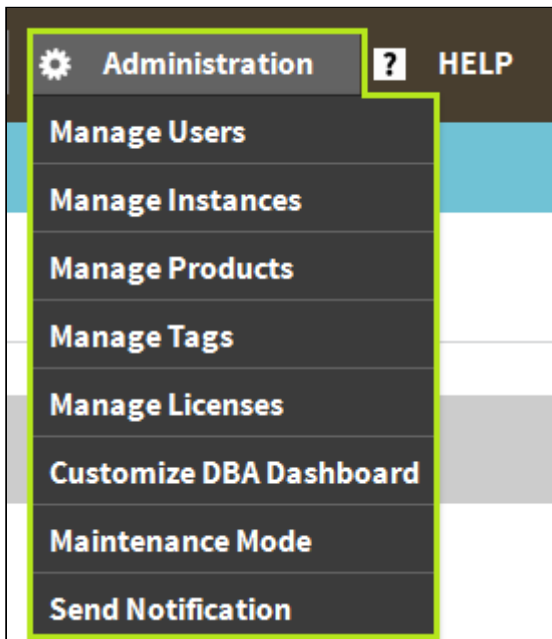 Administration ? HELP
Manage Users
Manage Instances
Manage Products
Manage Tags
Manage Licenses
Customize DBA Dashboard
Maintenance Mode
Send Notification